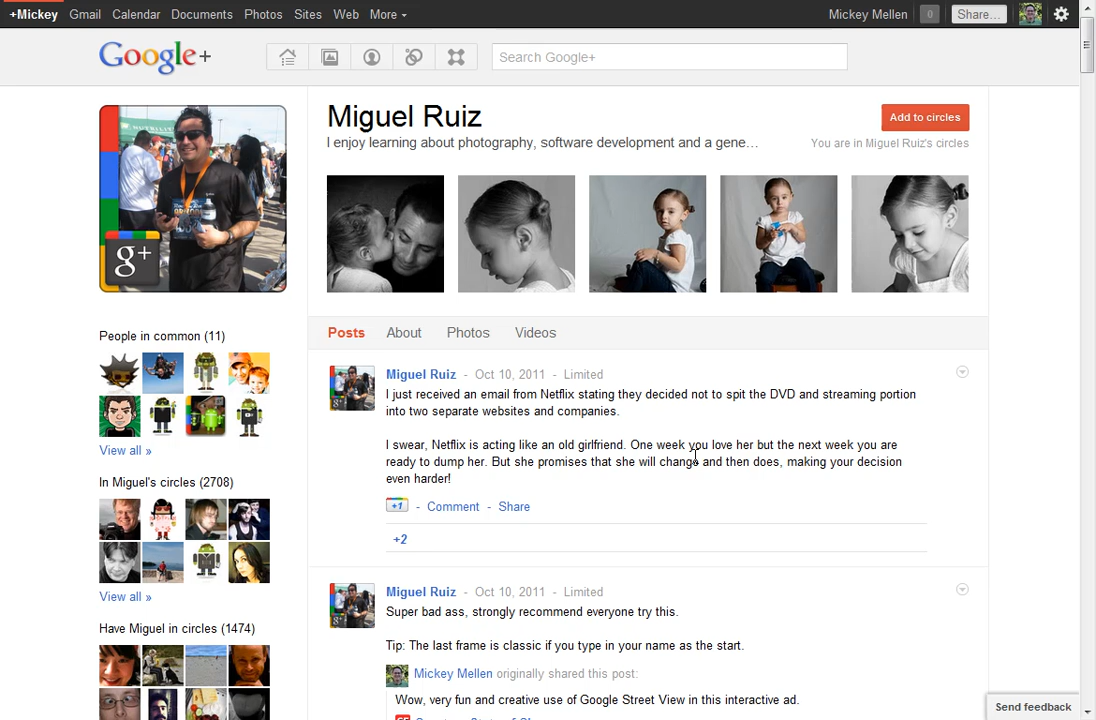 +Mickey Gmail Calendar Documents Photos Sites Web More
Mickey Mellen 0 Share...
Google+
Search Google+
Miguel Ruiz
Add to circles
I enjoy learning about photography, software development and a gene...
You are in Miguel Ruiz's circles
g+
People in common (11)
View all »
In Miguel's circles (2708)
View all »
Have Miguel in circles (1474)
Posts About Photos Videos
Miguel Ruiz - Oct 10, 2011 - Limited
I just received an email from Netflix stating they decided not to spit the DVD and streaming portion
into two separate websites and companies.
I swear, Netflix is acting like an old girlfriend. One week you love her but the next week you are
ready to dump her. But she promises that she will change and then does, making your decision
even harder!
+1 - Comment - Share
+2
Miguel Ruiz - Oct 10, 2011 - Limited
Super bad ass, strongly recommend everyone try this.
Tip: The last frame is classic if you type in your name as the start.
Mickey Mellen originally shared this post:
Wow, very fun and creative use of Google Street View in this interactive ad.
Send feedback